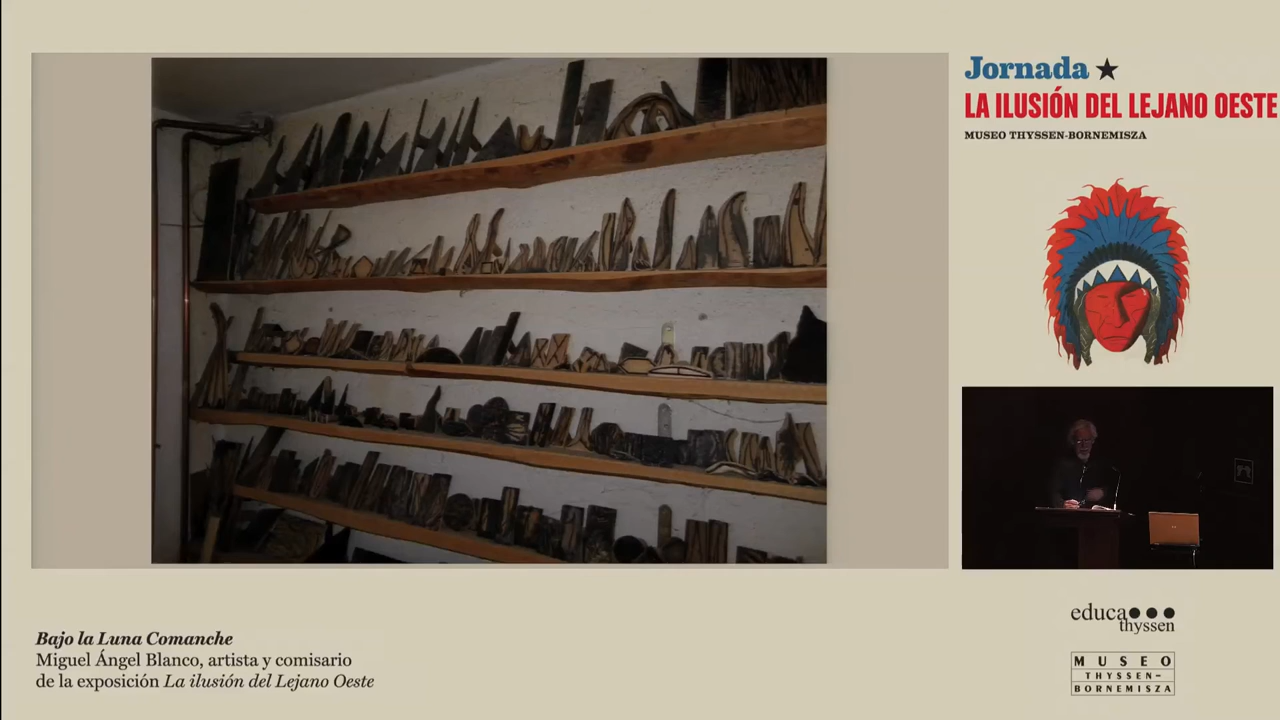 Jornada ★
LA ILUSIÓN DEL LEJANO OESTE
MUSEO THYSSEN-BORNEMISZA
Bajo la Luna Comanche
Miguel Ángel Blanco, artista y comisario
de la exposición La ilusión del Lejano Oeste
educa
thyssen
MUSEO
THYSSEN-
BORNEMISZA